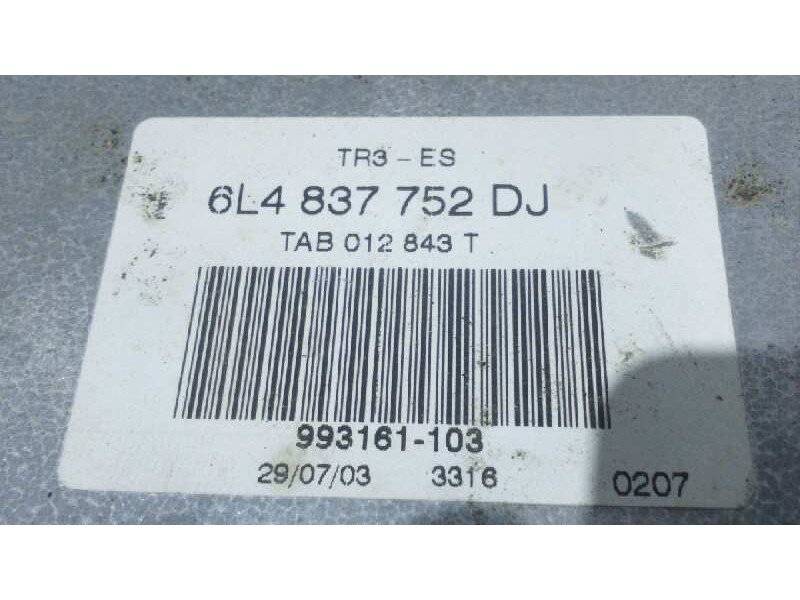 TR3 - ES
6L4 837 752 DJ
TAB 012 843 T
993161-103
29/07/03 3316 0207